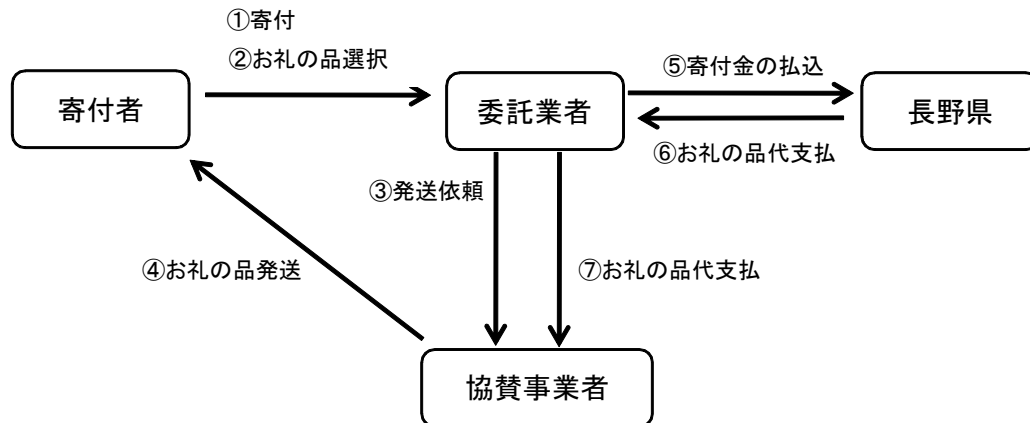 ①寄付
②お礼の品選択
寄付者
委託業者
⑤寄付金の払込
長野県
⑥お礼の品代支払
③発送依頼
④お礼の品発送
⑦お礼の品代支払
協賛事業者